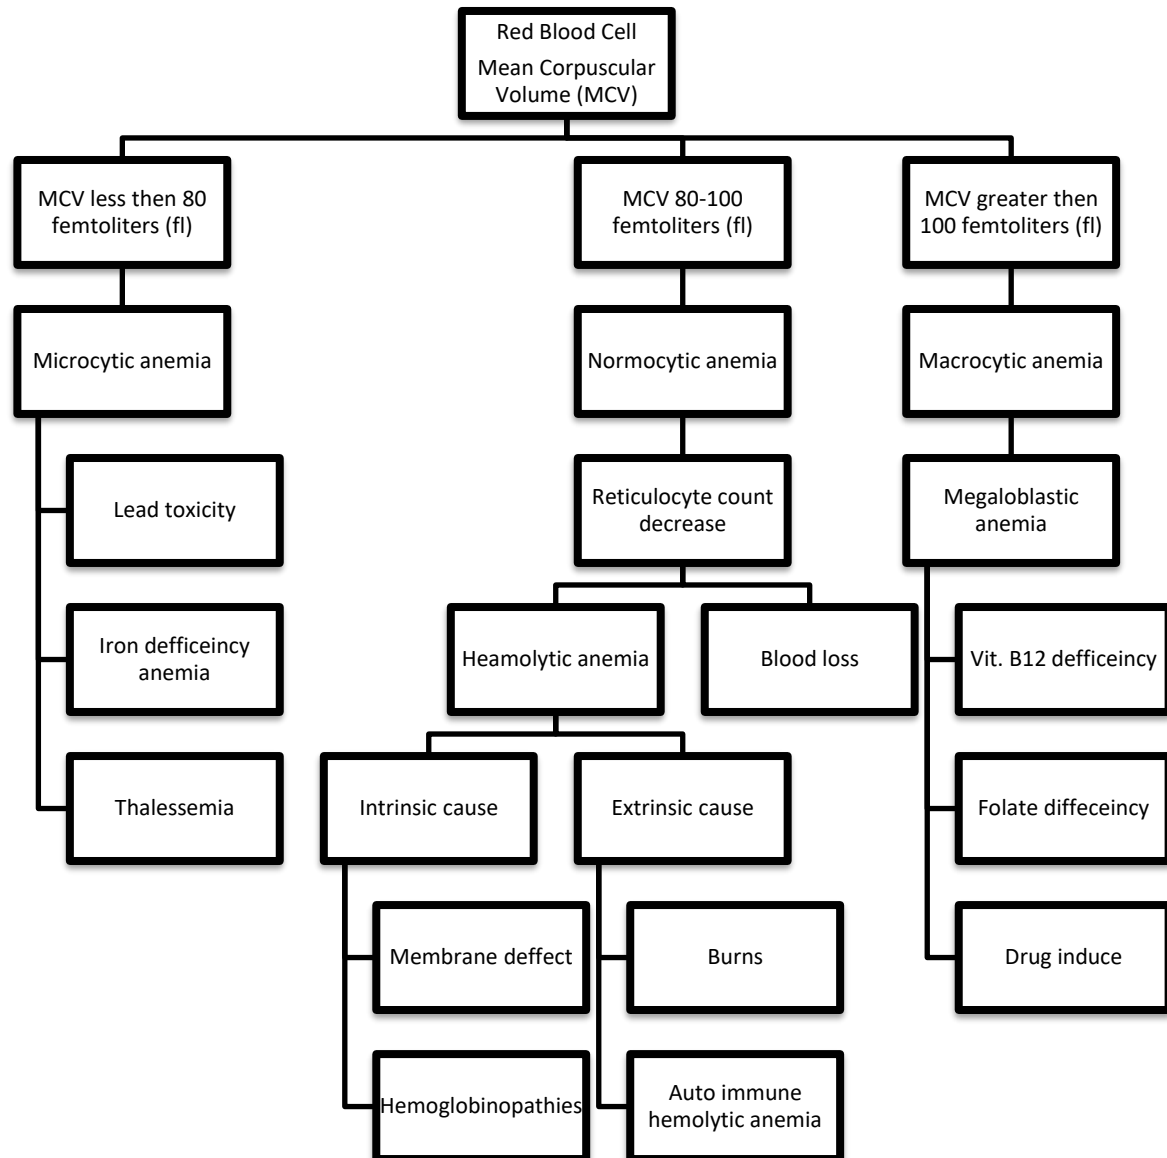 Red Blood Cell
Mean Corpuscular
Volume (MCV)
MCV less then 80
femtoliters (fl)
MCV 80-100
femtoliters (fl)
MCV greater then
100 femtoliters (fl)
Microcytic anemia
Normocytic anemia
Macrocytic anemia
Lead toxicity
Reticulocyte count
decrease
Megaloblastic
anemia
Iron defficeincy
anemia
Heamolytic anemia
Blood loss
Vit. B12 defficeincy
Thalessemia
Intrinsic cause
Extrinsic cause
Folate diffeceincy
Membrane deffect
Burns
Drug induce
Hemoglobinopathies
Auto immune
hemolytic anemia